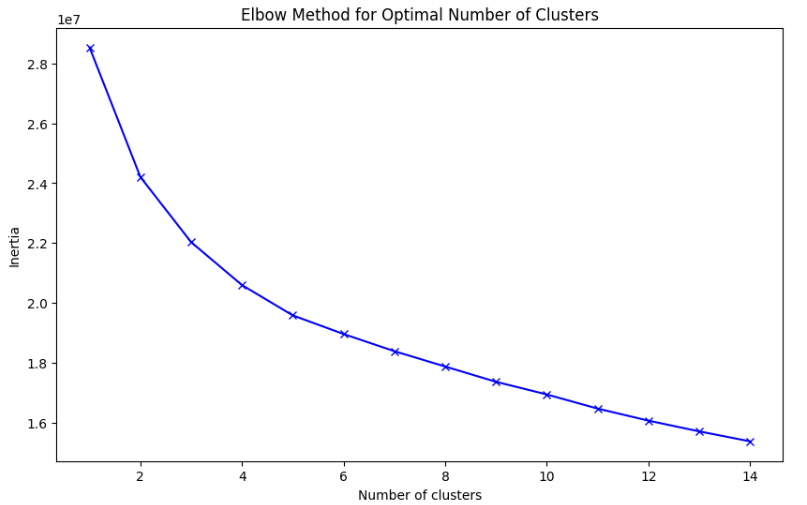 Elbow Method for Optimal Number of Clusters
1e7
2.8
2.6
2.4
2.2
2.0
1.8
1.6
Inertia
2 4 6 8 10 12 14
Number of clusters